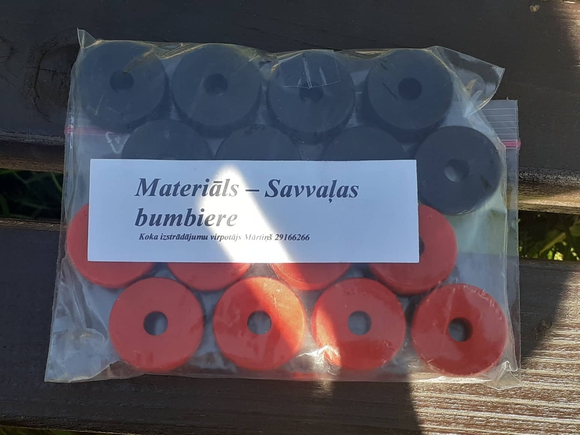 Materiāls – Savvaļas
bumbiere
Koka izstrādājumu virpotājs Mārtiņš 29166266